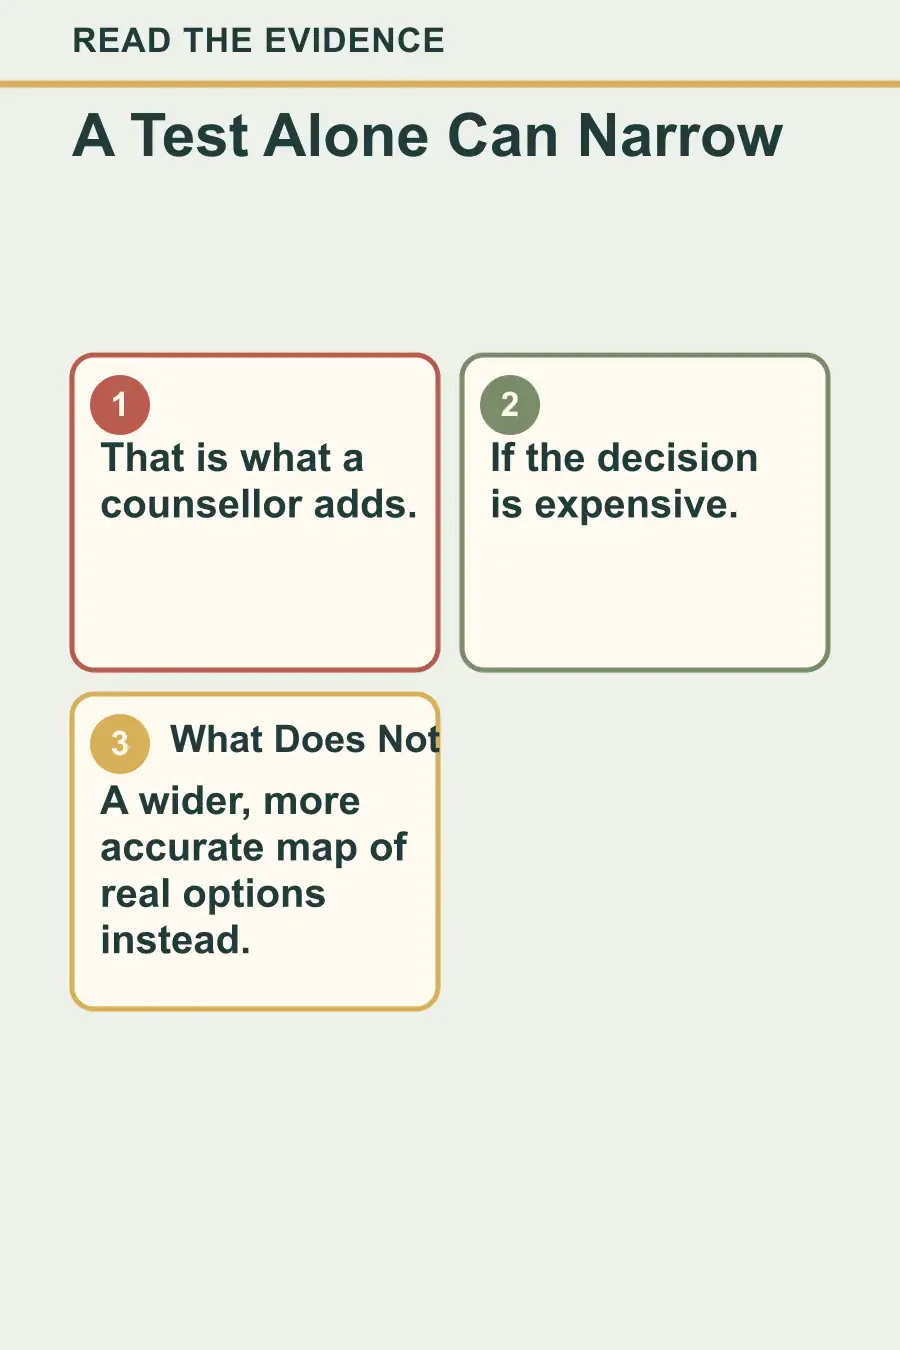 READ THE EVIDENCE
A Test Alone Can Narrow
1
That is what a
counsellor adds.
2
If the decision
is expensive.
3
What Does Not
A wider, more
accurate map of
real options
instead.